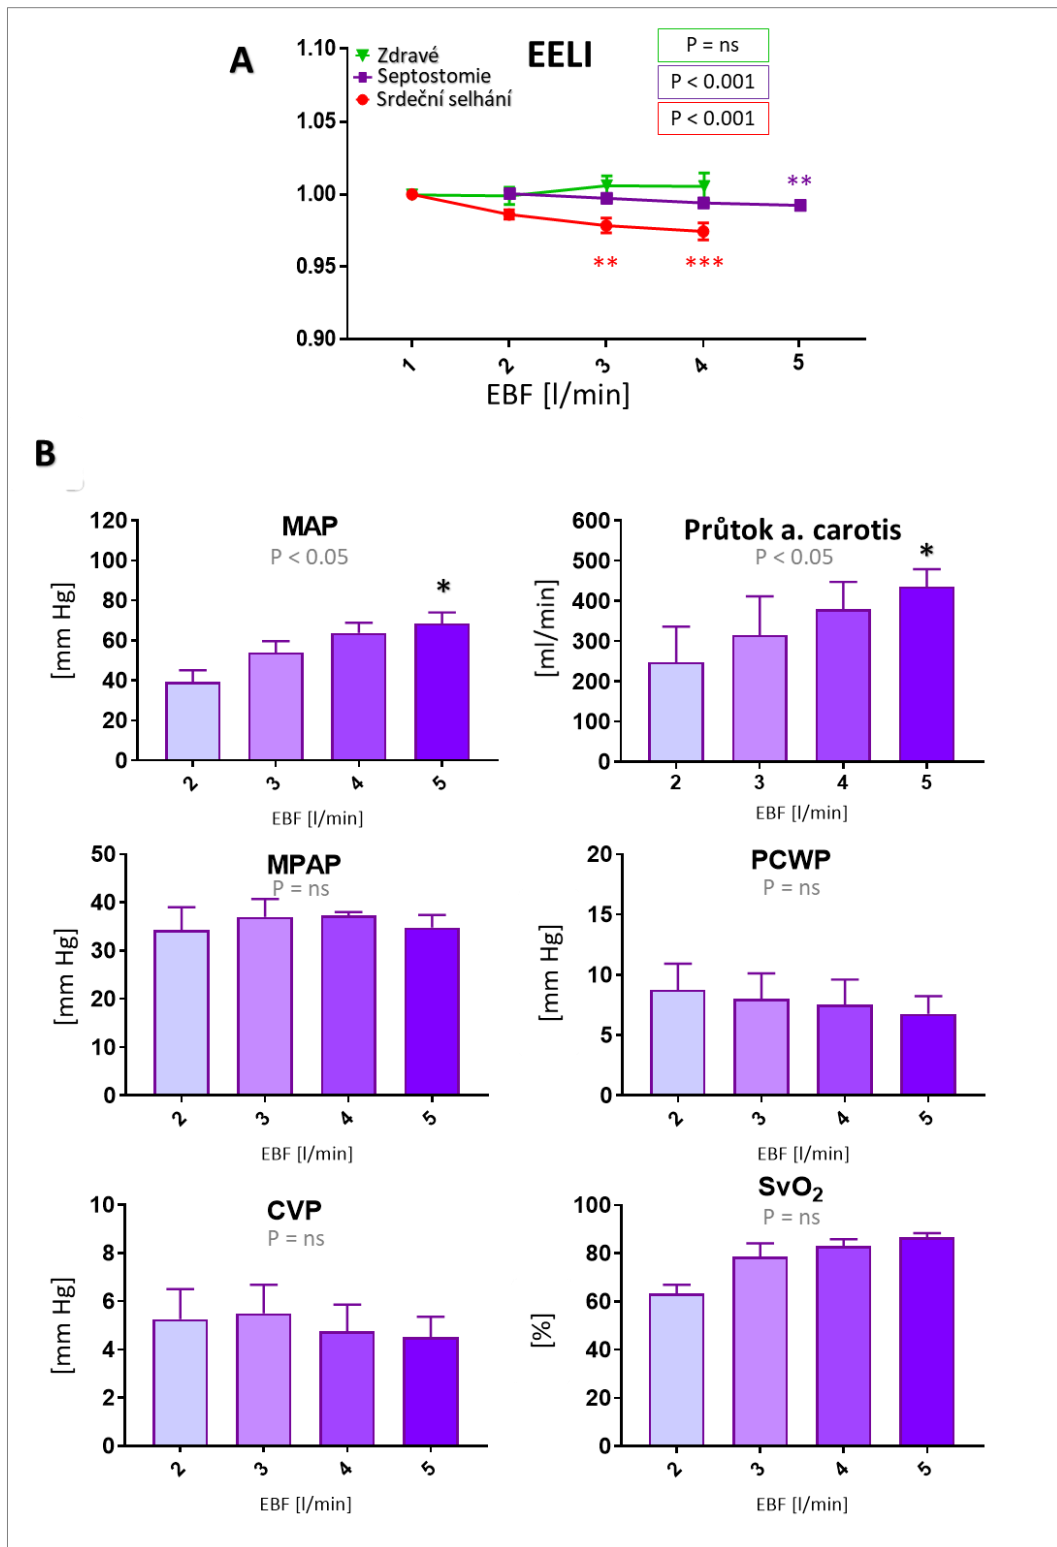 A
EELI
Zdravé
Septostomie
Srdeční selhání
P = ns
P < 0.001
P < 0.001
1.10
1.05
1.00
0.95
0.90
**
** ***
1 2 3 4 5
EBF [l/min]
B
MAP
P < 0.05
*
[mm Hg]
120
100
80
60
40
20
0
2 3 4 5
EBF [l/min]
Průtok a. carotis
P < 0.05
*
[ml/min]
600
500
400
300
200
100
0
2 3 4 5
EBF [l/min]
MPAP
P = ns
[mm Hg]
50
40
30
20
10
0
2 3 4 5
EBF [l/min]
PCWP
P = ns
[mm Hg]
20
15
10
5
0
2 3 4 5
EBF [l/min]
CVP
P = ns
[mm Hg]
10
8
6
4
2
0
2 3 4 5
EBF [l/min]
SvO₂
P = ns
[%]
100
80
60
40
20
0
2 3 4 5
EBF [l/min]